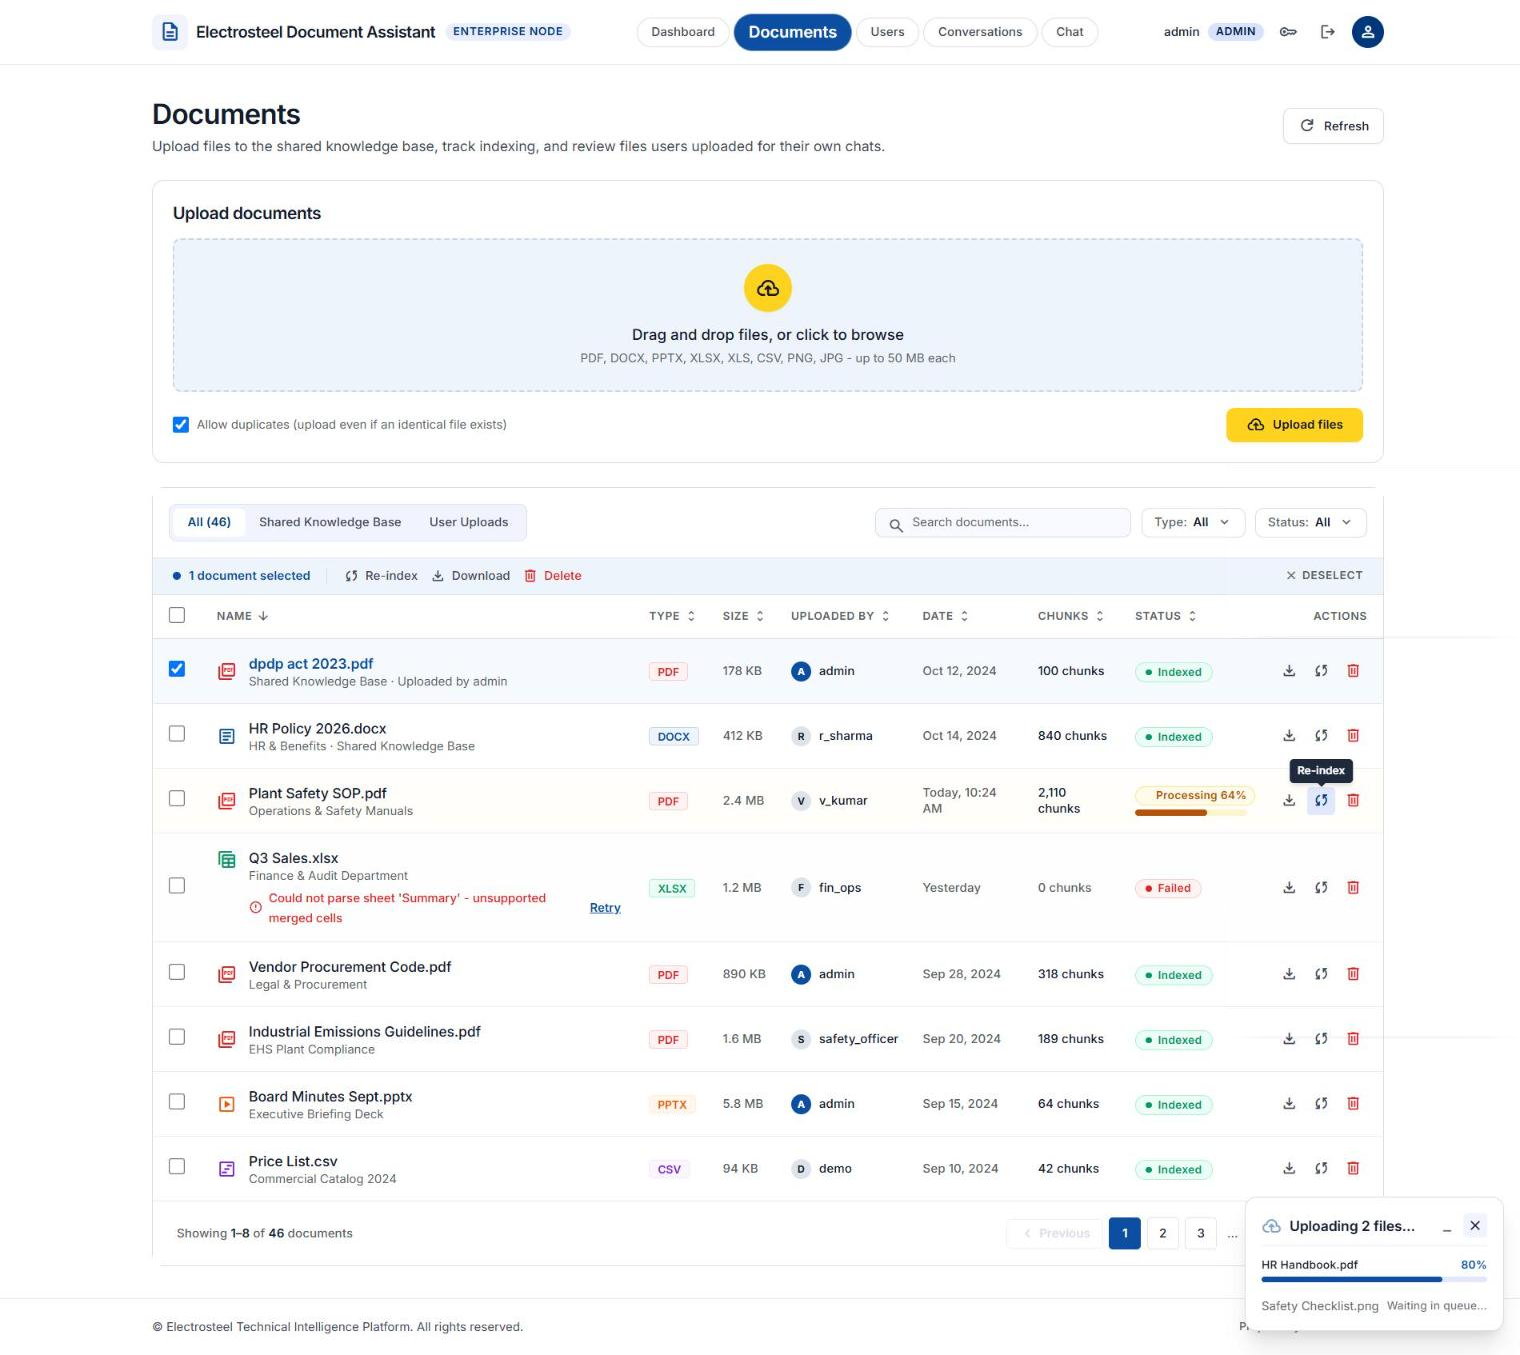 Electrosteel Document Assistant ENTERPRISE NODE Dashboard Documents Users Conversations Chat admin ADMIN
Documents
Upload files to the shared knowledge base, track indexing, and review files users uploaded for their own chats.
Refresh
Upload documents
Drag and drop files, or click to browse
PDF, DOCX, PPTX, XLSX, XLS, CSV, PNG, JPG - up to 50 MB each
Allow duplicates (upload even if an identical file exists)
Upload files
All (46) Shared Knowledge Base User Uploads Search documents... Type: All Status: All
1 document selected Re-index Download Delete DESELECT
NAME TYPE SIZE UPLOADED BY DATE CHUNKS STATUS ACTIONS
dpdp act 2023.pdf
Shared Knowledge Base · Uploaded by admin
PDF 178 KB A admin Oct 12, 2024 100 chunks Indexed
HR Policy 2026.docx
HR & Benefits · Shared Knowledge Base
DOCX 412 KB R r_sharma Oct 14, 2024 840 chunks Indexed
Re-index
Plant Safety SOP.pdf
Operations & Safety Manuals
PDF 2.4 MB V v_kumar Today, 10:24 AM 2,110 chunks Processing 64%
Q3 Sales.xlsx
Finance & Audit Department
Could not parse sheet 'Summary' - unsupported
merged cells
Retry
XLSX 1.2 MB F fin_ops Yesterday 0 chunks Failed
Vendor Procurement Code.pdf
Legal & Procurement
PDF 890 KB A admin Sep 28, 2024 318 chunks Indexed
Industrial Emissions Guidelines.pdf
EHS Plant Compliance
PDF 1.6 MB S safety_officer Sep 20, 2024 189 chunks Indexed
Board Minutes Sept.pptx
Executive Briefing Deck
PPTX 5.8 MB A admin Sep 15, 2024 64 chunks Indexed
Price List.csv
Commercial Catalog 2024
CSV 94 KB D demo Sep 10, 2024 42 chunks Indexed
Showing 1–8 of 46 documents Previous 1 2 3 ...
Uploading 2 files...
HR Handbook.pdf 80%
Safety Checklist.png Waiting in queue...
© Electrosteel Technical Intelligence Platform. All rights reserved.